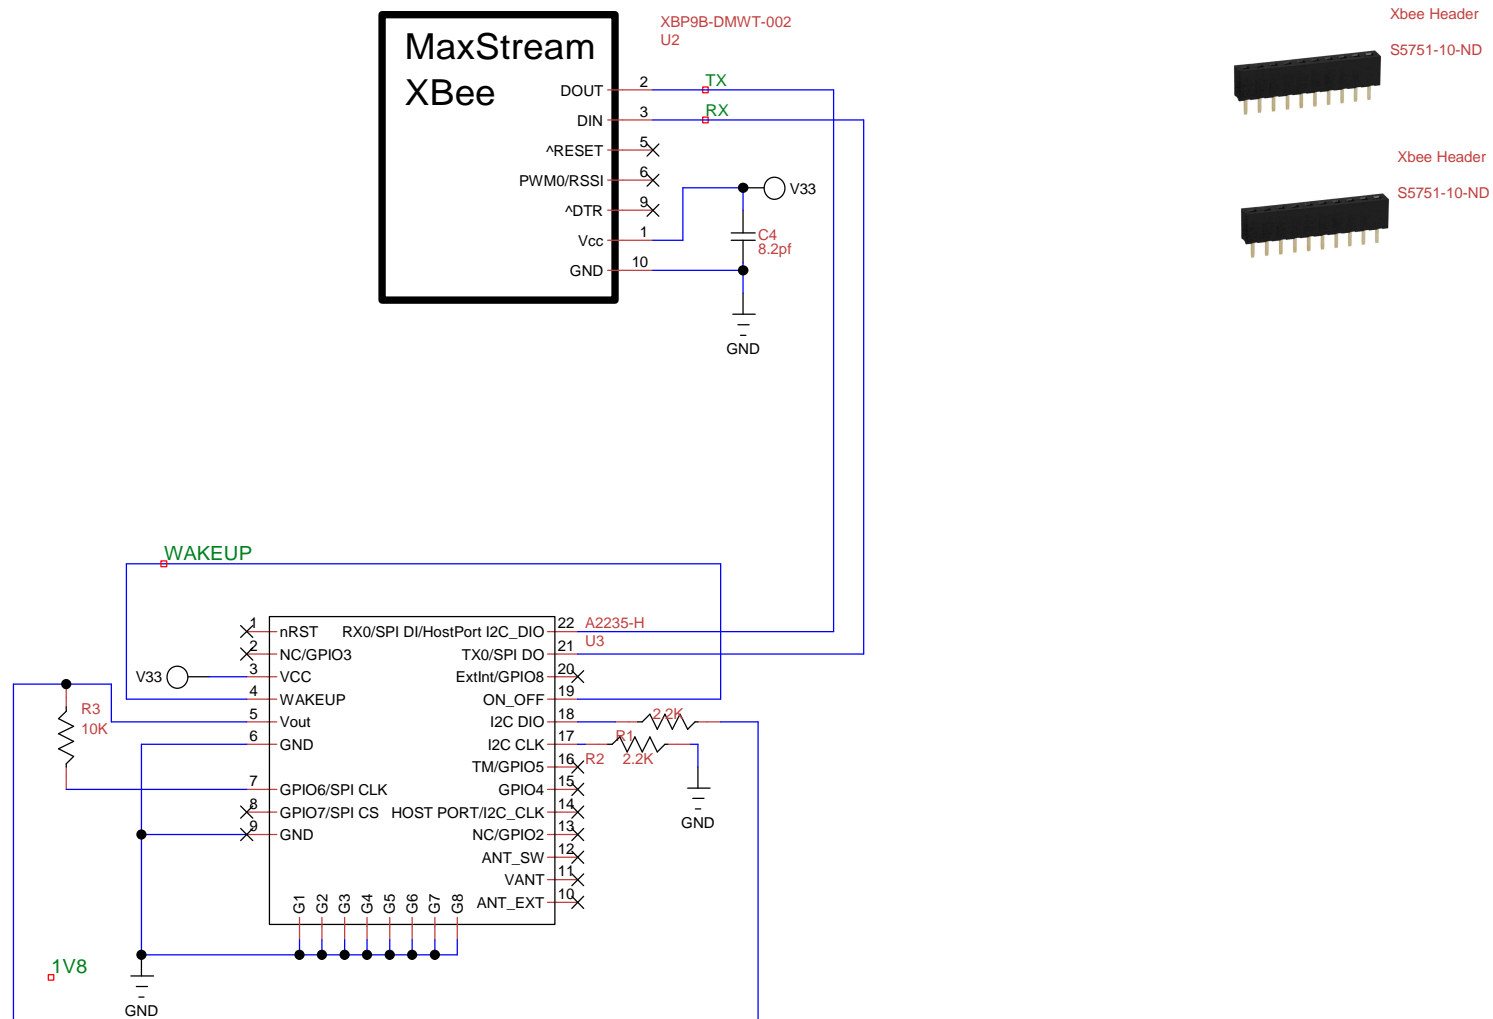 Xbee Header
S5751-10-ND
XBP9B-DMWT-002
U2
MaxStream
XBee
DOUT 2 TX
DIN 3 RX
^RESET 5
PWM0/RSSI 6
^DTR 9
Vcc 1
GND 10
V33
C4
8.2pf
GND
Xbee Header
S5751-10-ND
WAKEUP
A2235-H
U3
1 nRST
2 NC/GPIO3
V33 3 VCC
4 WAKEUP
5 Vout
6 GND
7 GPIO6/SPI CLK
8 GPIO7/SPI CS
9 GND
RX0/SPI DI/HostPort I2C_DIO 22
TX0/SPI DO 21
ExtInt/GPIO8 20
ON_OFF 19
I2C DIO 18
I2C CLK 17
TM/GPIO5 16
GPIO4 15
HOST PORT/I2C_CLK 14
NC/GPIO2 13
ANT_SW 12
VANT 11
ANT_EXT 10
R3
10K
2.2K
R1
R2 2.2K
GND
G1 G2 G3 G4 G5 G6 G7 G8
1V8
GND